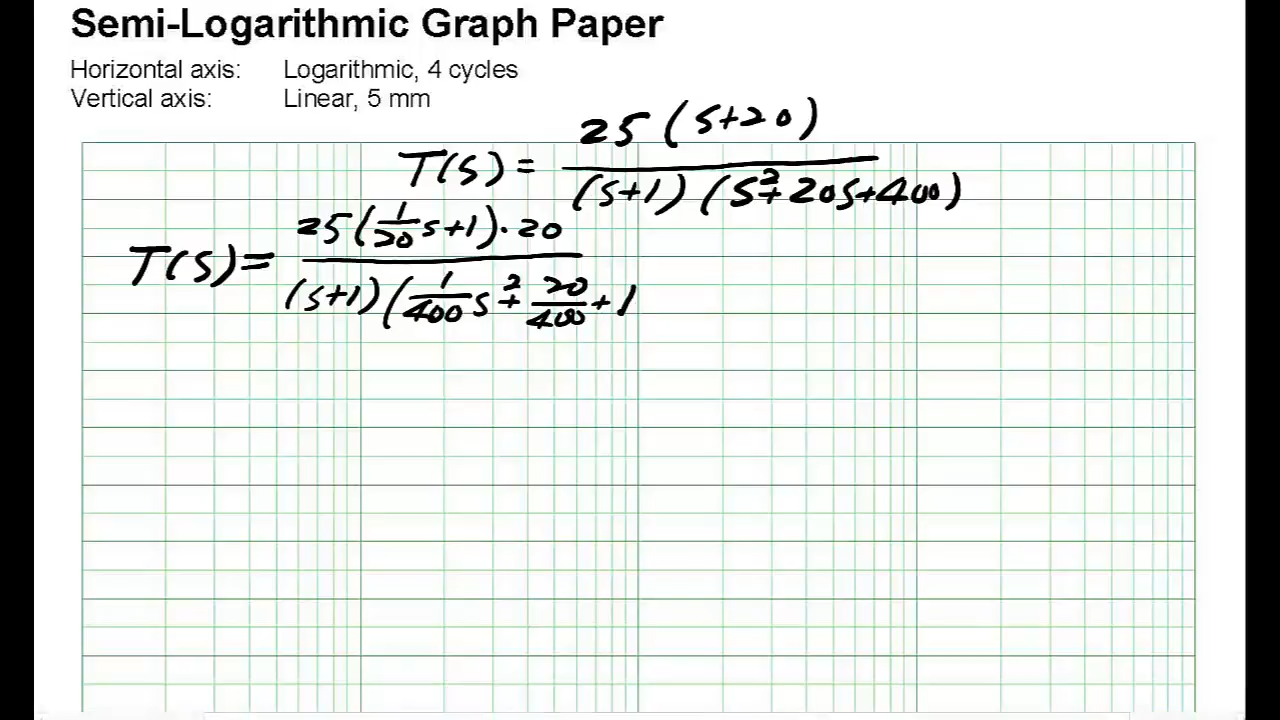 Semi-Logarithmic Graph Paper
Horizontal axis: Logarithmic, 4 cycles
Vertical axis: Linear, 5 mm
T(s) = 25(s+20) / (s+1)(s²+20s+400)
T(s) = 25(1/20 s+1)·20 / (s+1)(1/400 s²+ 20/400 +1